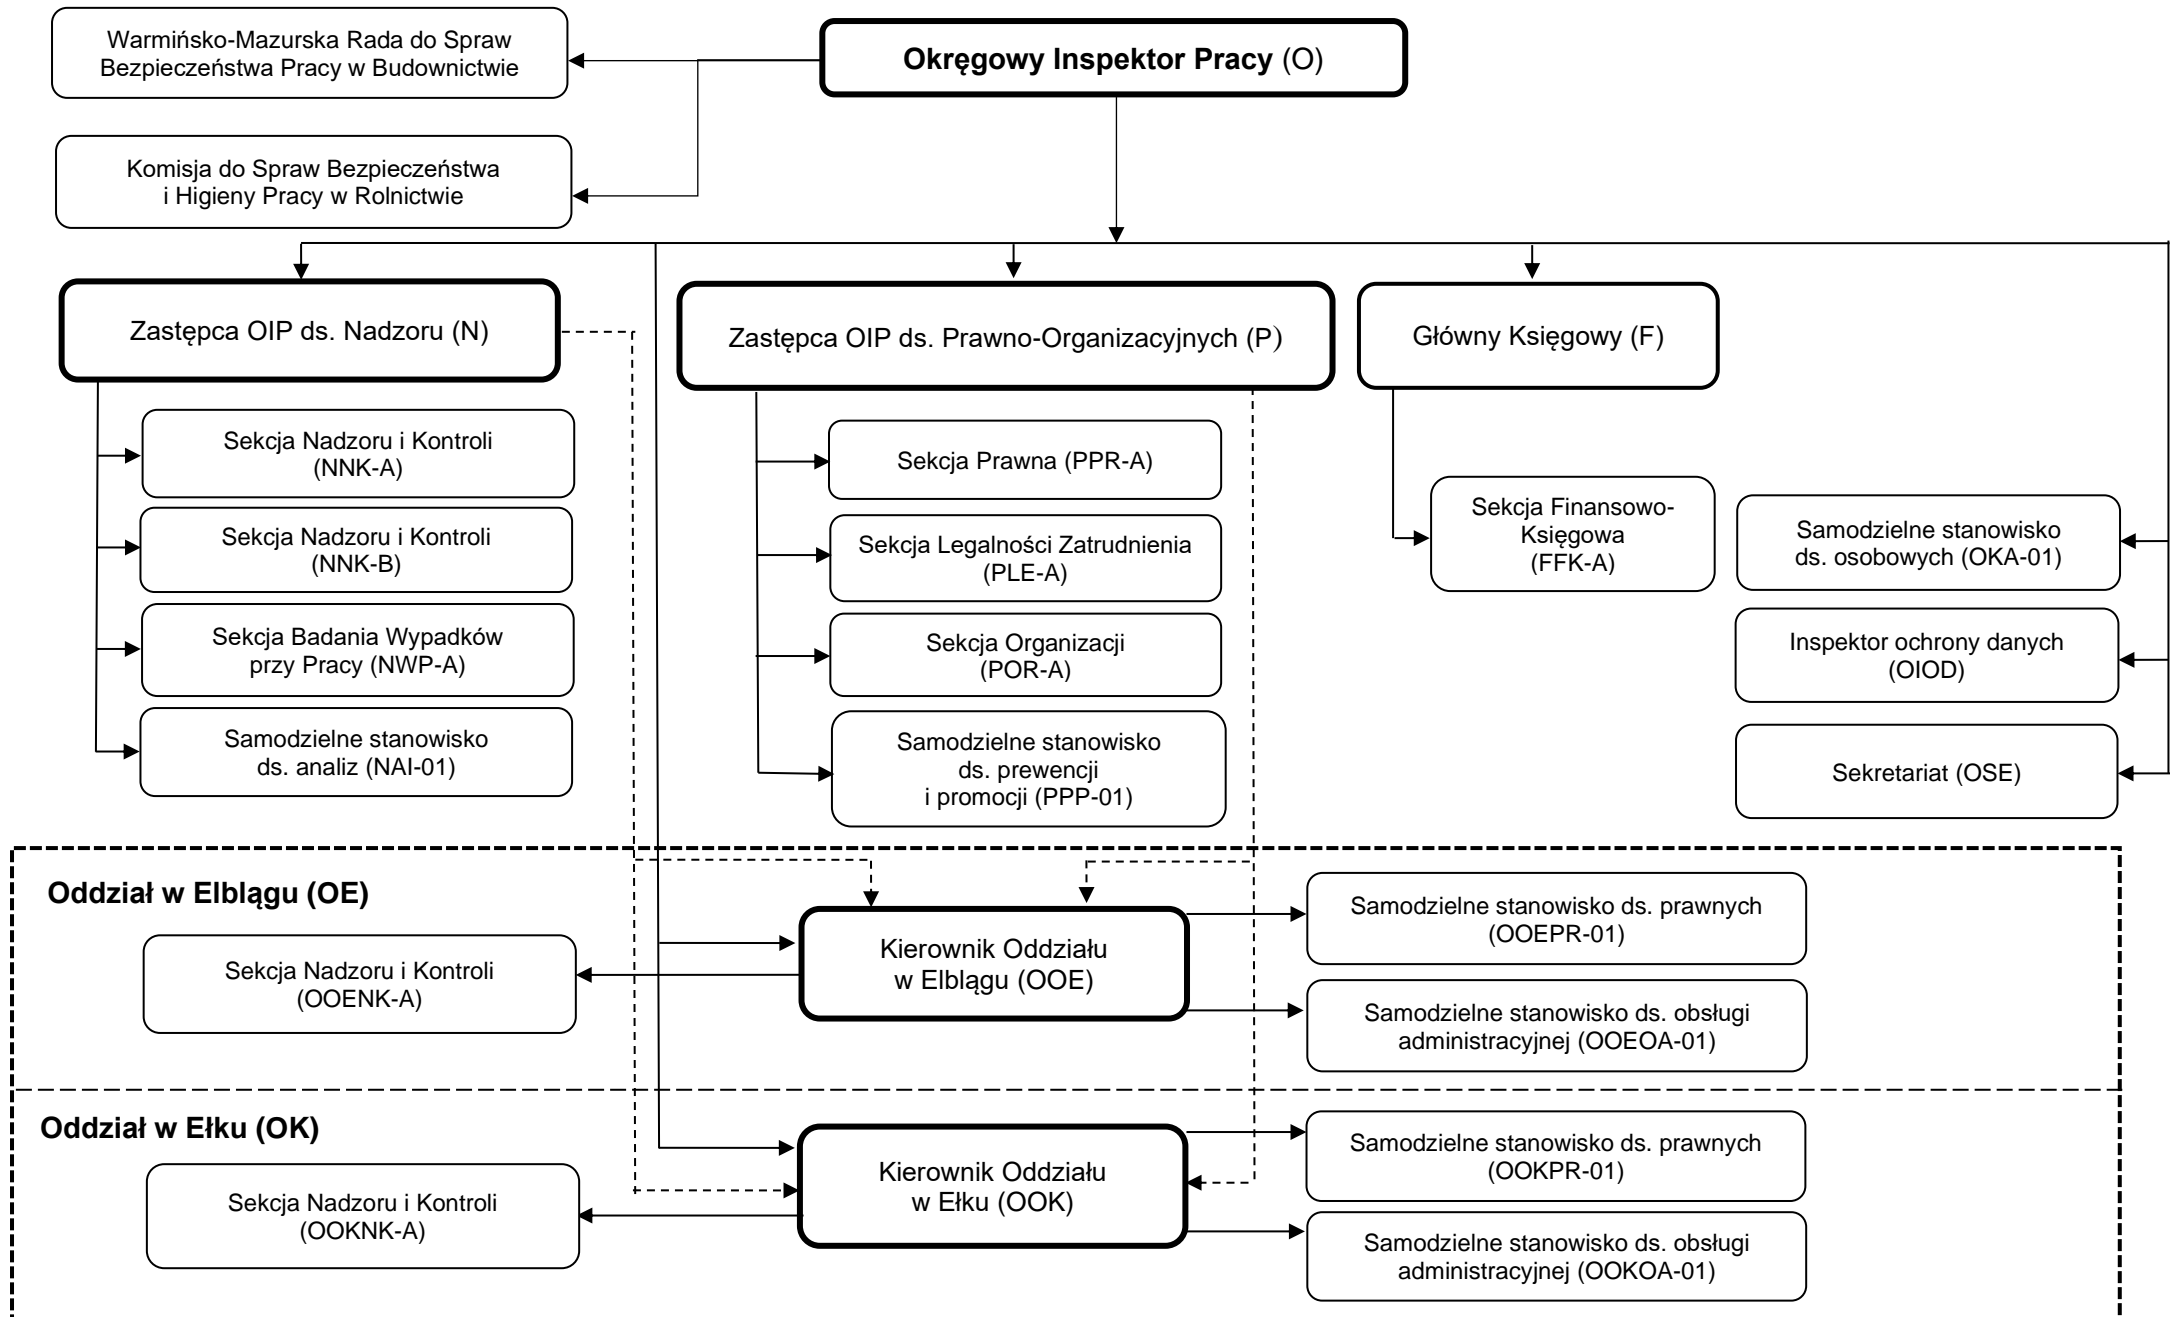 Warmińsko-Mazurska Rada do Spraw
Bezpieczeństwa Pracy w Budownictwie
Okręgowy Inspektor Pracy (O)
Komisja do Spraw Bezpieczeństwa
i Higieny Pracy w Rolnictwie
Zastępca OIP ds. Nadzoru (N)
Zastępca OIP ds. Prawno-Organizacyjnych (P)
Główny Księgowy (F)
Sekcja Nadzoru i Kontroli
(NNK-A)
Sekcja Nadzoru i Kontroli
(NNK-B)
Sekcja Badania Wypadków
przy Pracy (NWP-A)
Samodzielne stanowisko
ds. analiz (NAI-01)
Sekcja Prawna (PPR-A)
Sekcja Legalności Zatrudnienia
(PLE-A)
Sekcja Organizacji
(POR-A)
Samodzielne stanowisko
ds. prewencji
i promocji (PPP-01)
Sekcja Finansowo-
Księgowa
(FFK-A)
Samodzielne stanowisko
ds. osobowych (OKA-01)
Inspektor ochrony danych
(OIOD)
Sekretariat (OSE)
Oddział w Elblągu (OE)
Sekcja Nadzoru i Kontroli
(OOENK-A)
Kierownik Oddziału
w Elblągu (OOE)
Samodzielne stanowisko ds. prawnych
(OOEPR-01)
Samodzielne stanowisko ds. obsługi
administracyjnej (OOEOA-01)
Oddział w Ełku (OK)
Sekcja Nadzoru i Kontroli
(OOKNK-A)
Kierownik Oddziału
w Ełku (OOK)
Samodzielne stanowisko ds. prawnych
(OOKPR-01)
Samodzielne stanowisko ds. obsługi
administracyjnej (OOKOA-01)